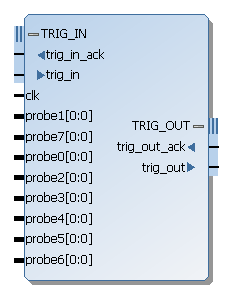 TRIG_IN
trig_in_ack
trig_in
clk
probe1[0:0]
probe7[0:0]
probe0[0:0]
probe2[0:0]
probe3[0:0]
probe4[0:0]
probe5[0:0]
probe6[0:0]
TRIG_OUT
trig_out_ack
trig_out